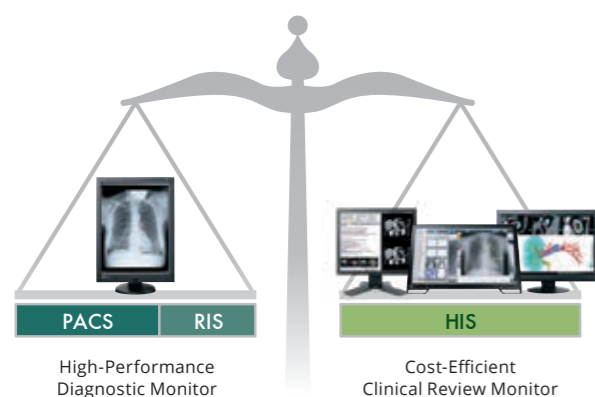 PACS RIS
HIS
High-Performance
Diagnostic Monitor
Cost-Efficient
Clinical Review Monitor